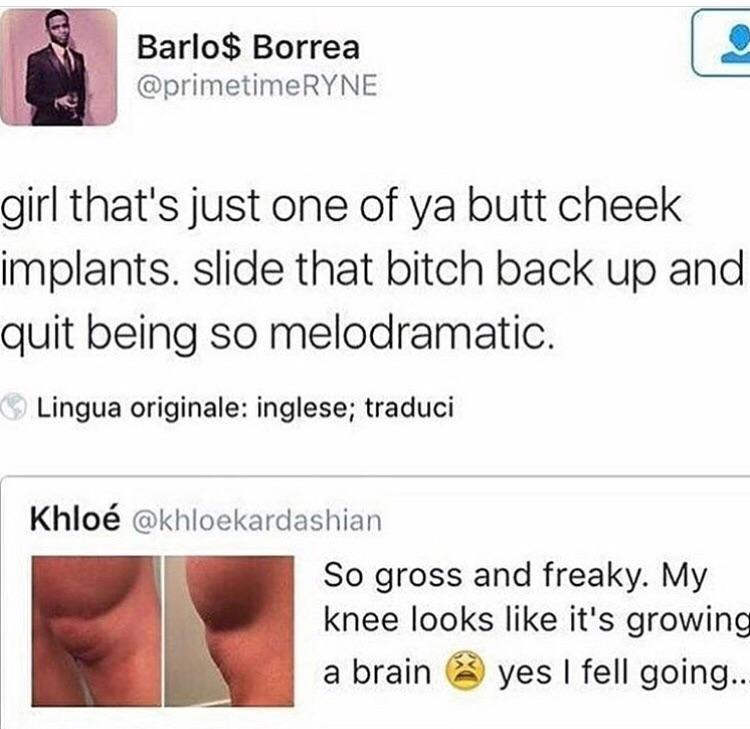 Barlo$ Borrea
@primetimeRYNE
girl that's just one of ya butt cheek
implants. slide that bitch back up and
quit being so melodramatic.
Lingua originale: inglese; traduci
Khloé @khloekardashian
So gross and freaky. My
knee looks like it's growing
a brain 😫 yes I fell going...